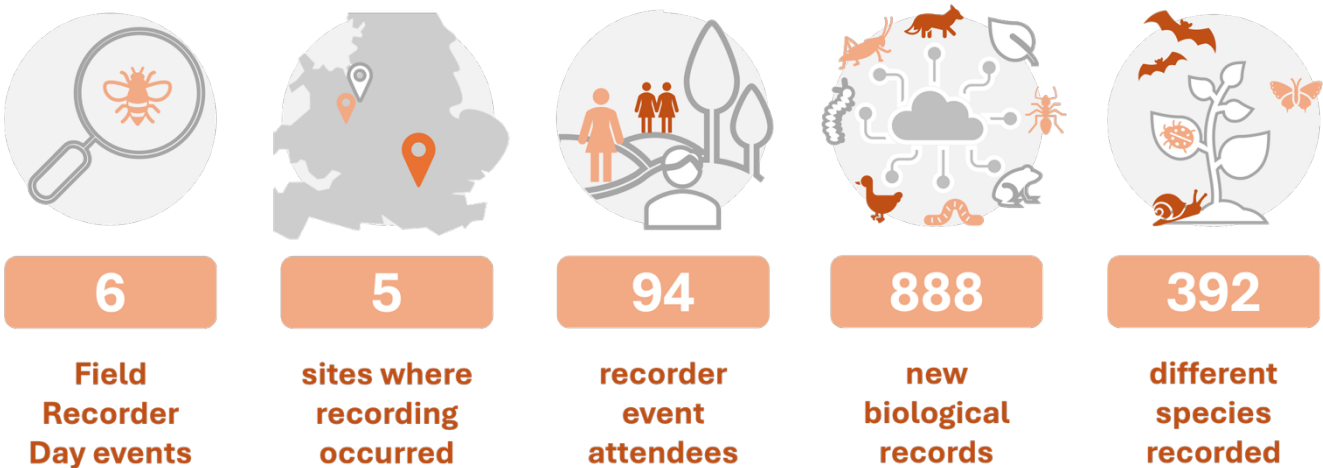 6
Field
Recorder
Day events
5
sites where
recording
occurred
94
recorder
event
attendees
888
new
biological
records
392
different
species
recorded